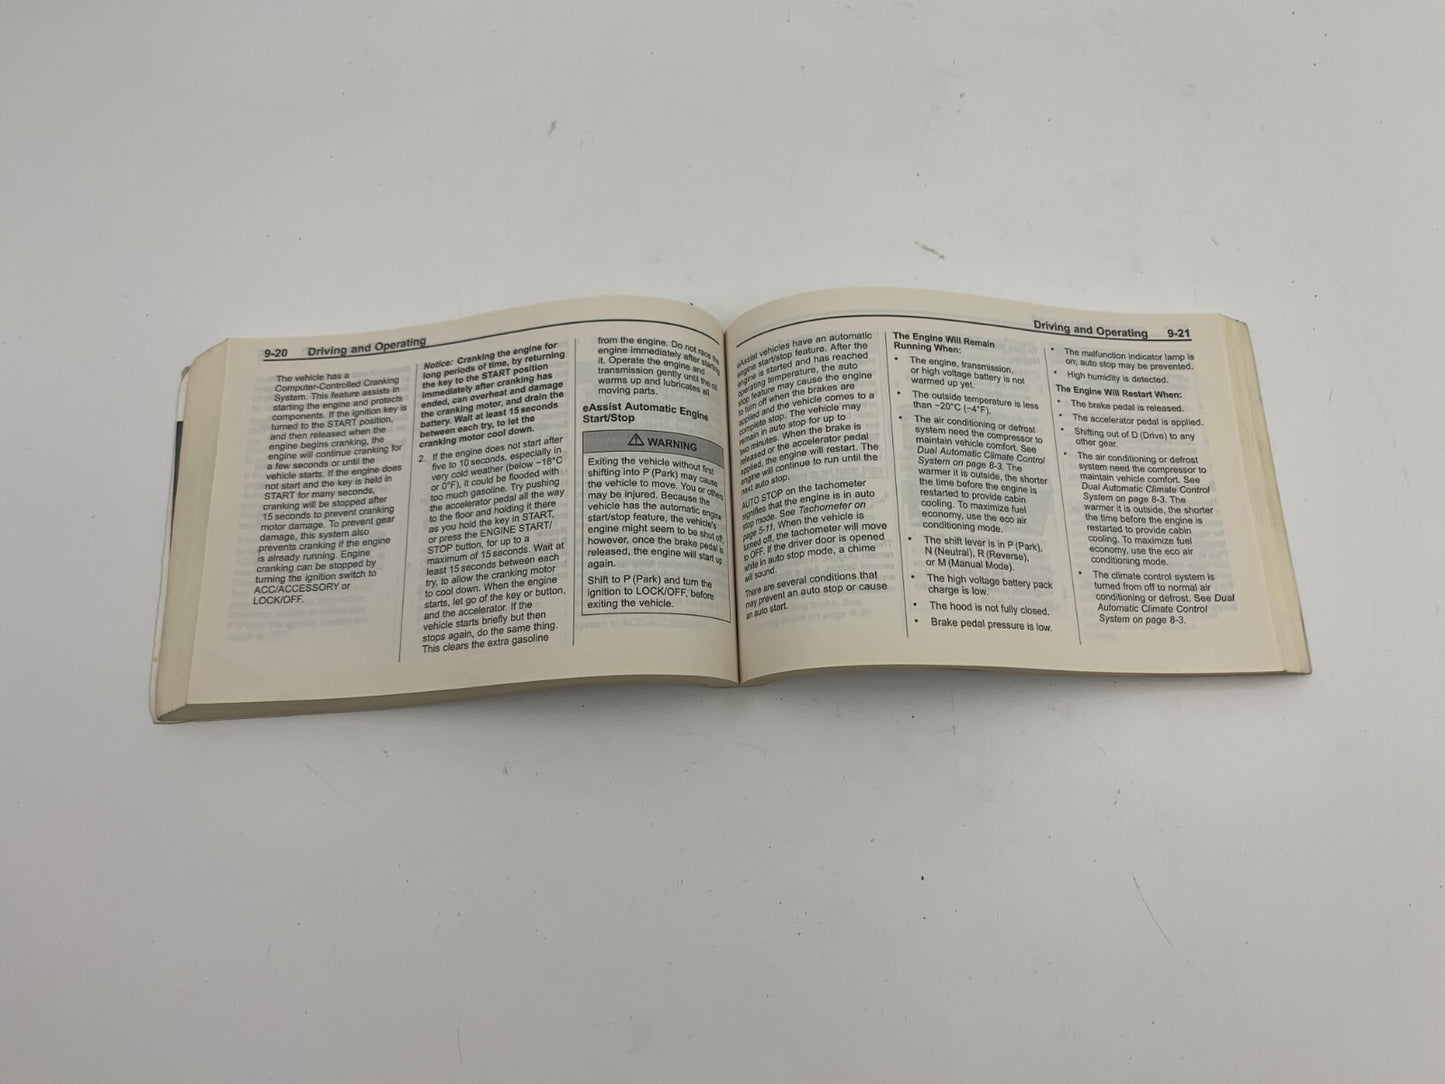 9-20 Driving and Operating
The vehicle has a
Computer-Controlled Cranking
System. This feature assists in
starting the engine and protects
components. If the ignition key is
turned to the START position,
and then released when the
engine begins cranking, the
engine will continue cranking for
a few seconds or until the
vehicle starts. If the engine does
not start and the key is held in
START for many seconds,
cranking will be stopped after
15 seconds to prevent cranking
motor damage. To prevent gear
damage, this system also
prevents cranking if the engine
is already running. Engine
cranking can be stopped by
turning the ignition switch to
ACC/ACCESSORY or
LOCK/OFF.
Notice: Cranking the engine for
long periods of time, by returning
the key to the START position
immediately after cranking has
ended, can overheat and damage
the cranking motor, and drain the
battery. Wait at least 15 seconds
between each try, to let the
cranking motor cool down.
2. If the engine does not start after
five to 10 seconds, especially in
very cold weather (below −18°C
or 0°F), it could be flooded with
too much gasoline. Try pushing
the accelerator pedal all the way
to the floor and holding it there
as you hold the key in START,
or press the ENGINE START/
STOP button, for up to a
maximum of 15 seconds. Wait at
least 15 seconds between each
try, to allow the cranking motor
to cool down. When the engine
starts, let go of the key or button,
and the accelerator. If the
vehicle starts briefly but then
stops again, do the same thing.
This clears the extra gasoline
from the engine. Do not race the
engine immediately after starting
it. Operate the engine and
transmission gently until the oil
warms up and lubricates all
moving parts.
eAssist Automatic Engine
Start/Stop
⚠ WARNING
Exiting the vehicle without first
shifting into P (Park) may cause
the vehicle to move. You or others
may be injured. Because the
vehicle has the automatic engine
start/stop feature, the vehicle's
engine might seem to be shut off;
however, once the brake pedal is
released, the engine will start up
again.
Shift to P (Park) and turn the
ignition to LOCK/OFF, before
exiting the vehicle.
Driving and Operating 9-21
eAssist vehicles have an automatic
engine start/stop feature. After the
engine is started and has reached
operating temperature, the auto
stop feature may cause the engine
to turn off when the brakes are
applied and the vehicle comes to a
complete stop. The vehicle may
remain in auto stop for up to
two minutes. When the brake is
released or the accelerator pedal
applied, the engine will restart. The
engine will continue to run until the
next auto stop.
AUTO STOP on the tachometer
signifies that the engine is in auto
stop mode. See Tachometer on
page 5-11. When the vehicle is
turned off, the tachometer will move
to OFF. If the driver door is opened
while in auto stop mode, a chime
will sound.
There are several conditions that
may prevent an auto stop or cause
an auto start.
The Engine Will Remain
Running When:
• The engine, transmission,
or high voltage battery is not
warmed up yet.
• The outside temperature is less
than −20°C (−4°F).
• The air conditioning or defrost
system need the compressor to
maintain vehicle comfort. See
Dual Automatic Climate Control
System on page 8-3. The
warmer it is outside, the shorter
the time before the engine is
restarted to provide cabin
cooling. To maximize fuel
economy, use the eco air
conditioning mode.
• The shift lever is in P (Park),
N (Neutral), R (Reverse),
or M (Manual Mode).
• The high voltage battery pack
charge is low.
• The hood is not fully closed.
• Brake pedal pressure is low.
• The malfunction indicator lamp is
on; auto stop may be prevented.
• High humidity is detected.
The Engine Will Restart When:
• The brake pedal is released.
• The accelerator pedal is applied.
• Shifting out of D (Drive) to any
other gear.
• The air conditioning or defrost
system need the compressor to
maintain vehicle comfort. See
Dual Automatic Climate Control
System on page 8-3. The
warmer it is outside, the shorter
the time before the engine is
restarted to provide cabin
cooling. To maximize fuel
economy, use the eco air
conditioning mode.
• The climate control system is
turned from off to normal air
conditioning or defrost. See Dual
Automatic Climate Control
System on page 8-3.